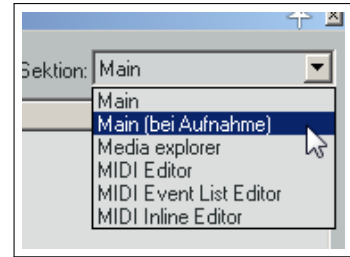 Sektion: Main
Main
Main (bei Aufnahme)
Media explorer
MIDI Editor
MIDI Event List Editor
MIDI Inline Editor